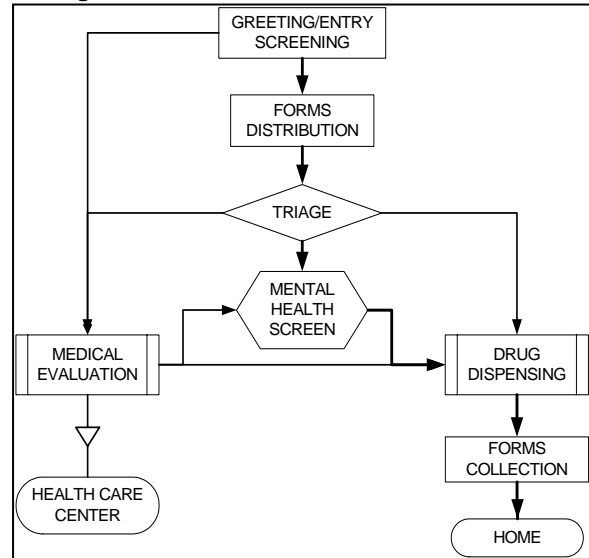 GREETING/ENTRY
SCREENING
FORMS
DISTRIBUTION
TRIAGE
MENTAL
HEALTH
SCREEN
MEDICAL
EVALUATION
DRUG
DISPENSING
FORMS
COLLECTION
HEALTH CARE
CENTER
HOME